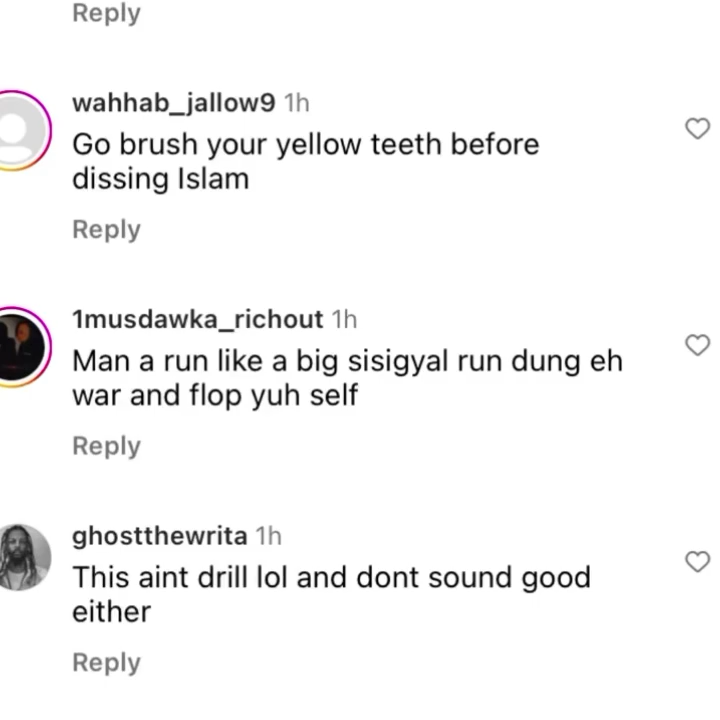 Reply
wahhab_jallow9 1h
Go brush your yellow teeth before
dissing Islam
Reply
1musdawka_richout 1h
Man a run like a big sisigyal run dung eh
war and flop yuh self
Reply
ghostthewrita 1h
This aint drill lol and dont sound good
either
Reply